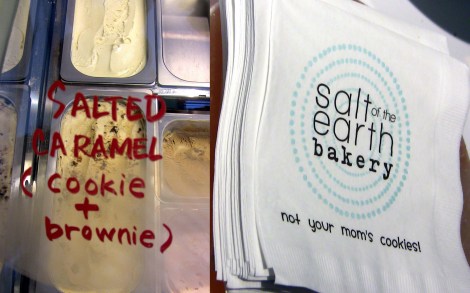 SALTED
CARAMEL
(cookie
+
brownie)
salt of the
earth
bakery
not your mom's cookies!